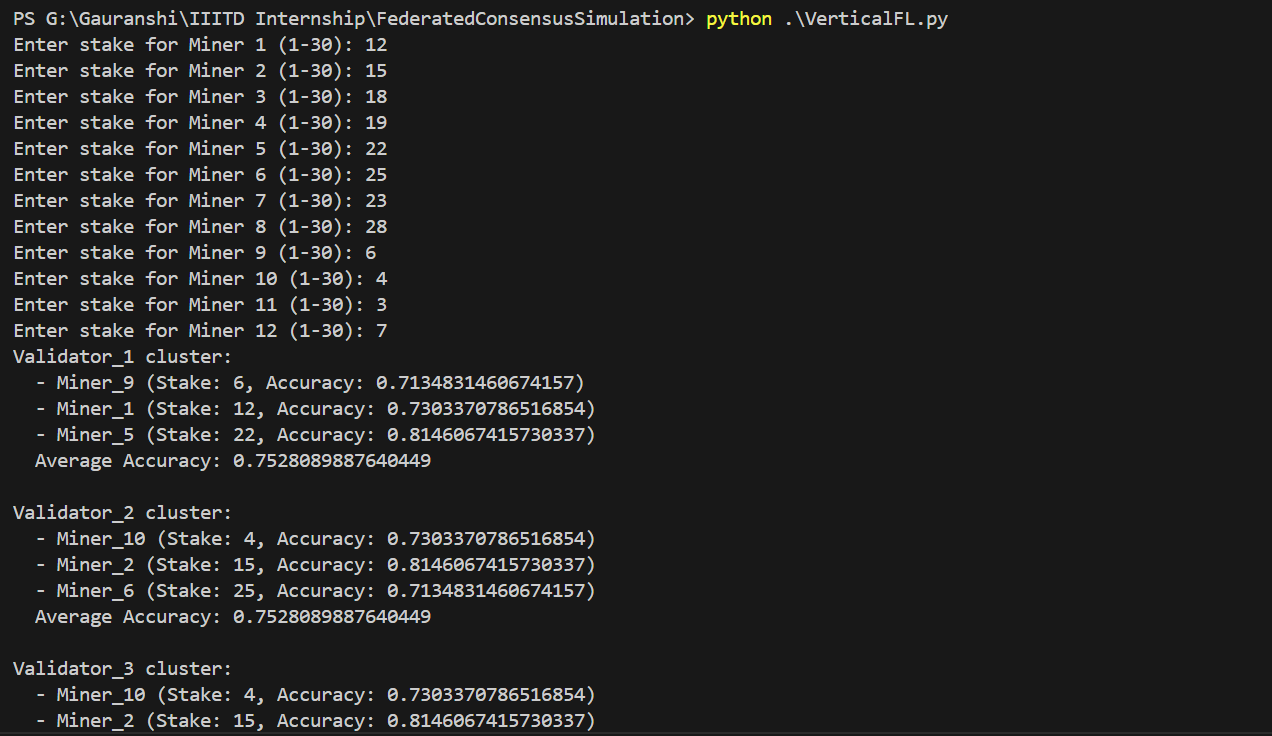 PS G:\Gauranshi\IIITD Internship\FederatedConsensusSimulation> python .\VerticalFL.py
Enter stake for Miner 1 (1-30): 12
Enter stake for Miner 2 (1-30): 15
Enter stake for Miner 3 (1-30): 18
Enter stake for Miner 4 (1-30): 19
Enter stake for Miner 5 (1-30): 22
Enter stake for Miner 6 (1-30): 25
Enter stake for Miner 7 (1-30): 23
Enter stake for Miner 8 (1-30): 28
Enter stake for Miner 9 (1-30): 6
Enter stake for Miner 10 (1-30): 4
Enter stake for Miner 11 (1-30): 3
Enter stake for Miner 12 (1-30): 7
Validator_1 cluster:
  - Miner_9 (Stake: 6, Accuracy: 0.7134831460674157)
  - Miner_1 (Stake: 12, Accuracy: 0.7303370786516854)
  - Miner_5 (Stake: 22, Accuracy: 0.8146067415730337)
  Average Accuracy: 0.7528089887640449

Validator_2 cluster:
  - Miner_10 (Stake: 4, Accuracy: 0.7303370786516854)
  - Miner_2 (Stake: 15, Accuracy: 0.8146067415730337)
  - Miner_6 (Stake: 25, Accuracy: 0.7134831460674157)
  Average Accuracy: 0.7528089887640449

Validator_3 cluster:
  - Miner_10 (Stake: 4, Accuracy: 0.7303370786516854)
  - Miner_2 (Stake: 15, Accuracy: 0.8146067415730337)